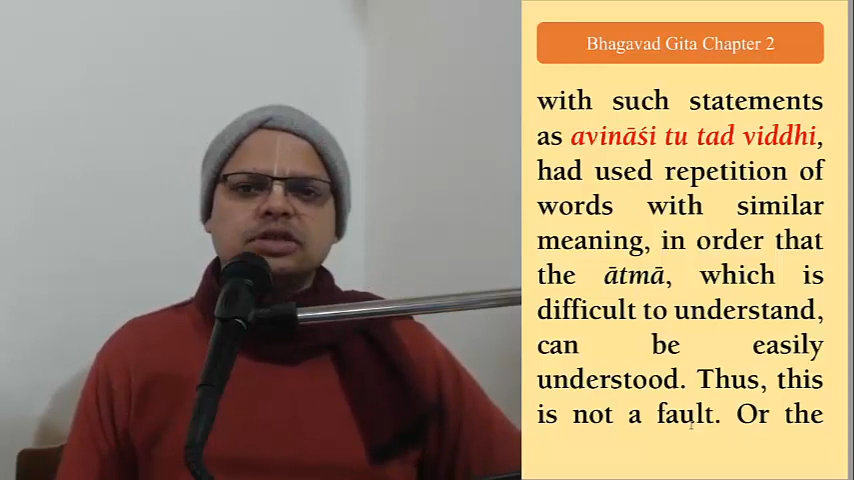 Bhagavad Gita Chapter 2
with such statements
as avināśi tu tad viddhi,
had used repetition of
words with similar
meaning, in order that
the ātmā, which is
difficult to understand,
can be easily
understood. Thus, this
is not a fault. Or the